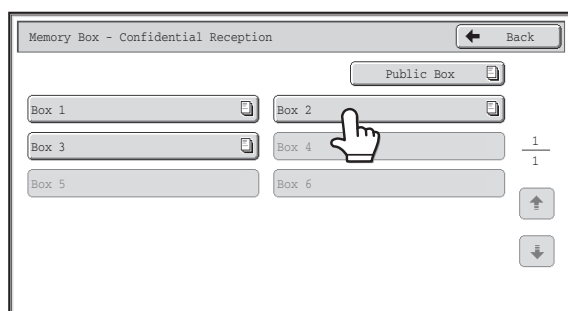 Memory Box - Confidential Reception
Back
Public Box
Box 1
Box 2
Box 3
Box 4
1
1
Box 5
Box 6